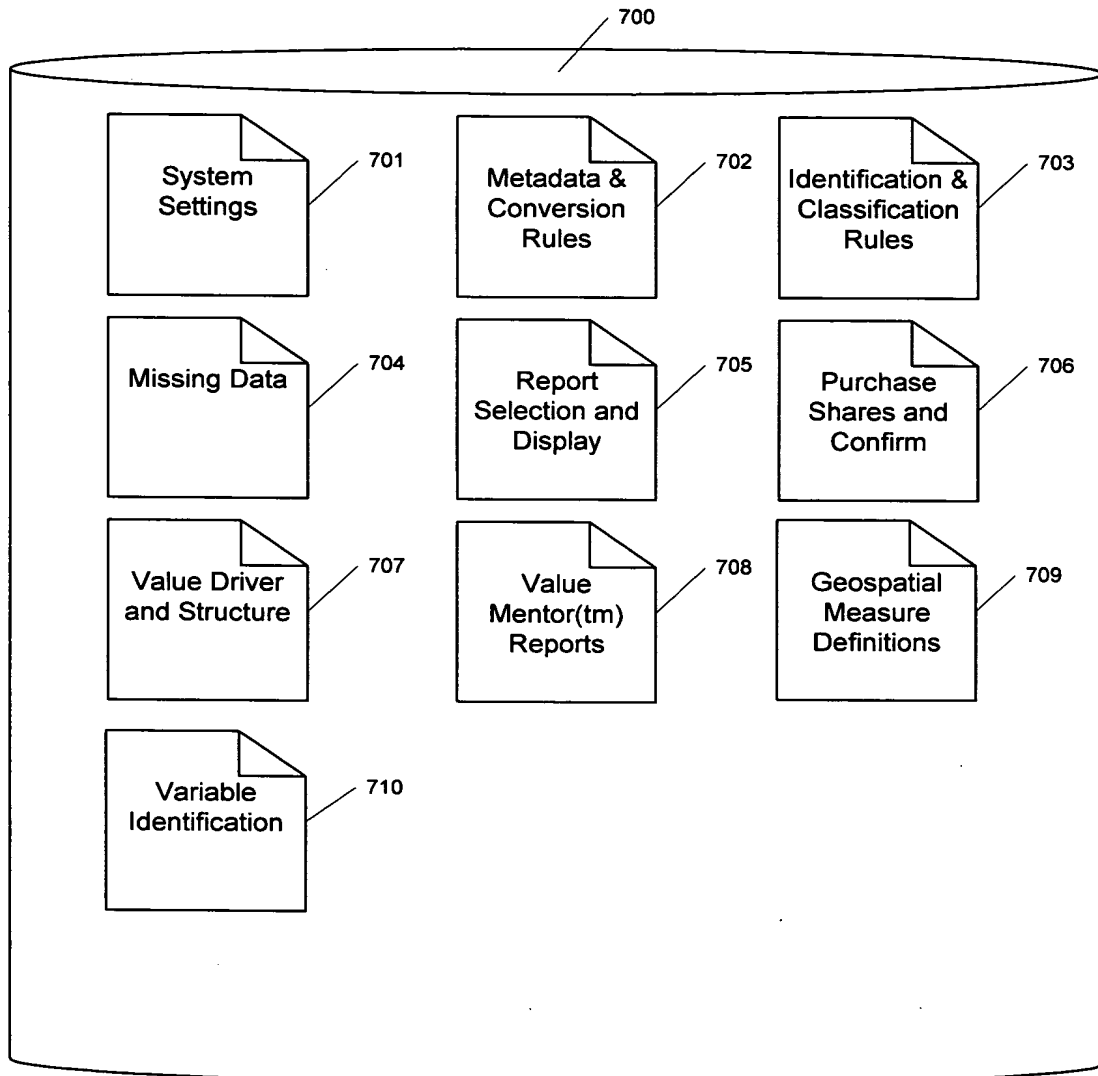 700
System
Settings
701
Metadata &
Conversion
Rules
702
Identification &
Classification
Rules
703
Missing Data
704
Report
Selection and
Display
705
Purchase
Shares and
Confirm
706
Value Driver
and Structure
707
Value
Mentor(tm)
Reports
708
Geospatial
Measure
Definitions
709
Variable
Identification
710